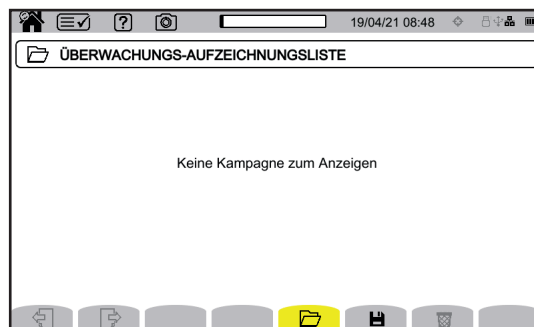 19/04/21 08:48
ÜBERWACHUNGS-AUFZEICHNUNGSLISTE
Keine Kampagne zum Anzeigen